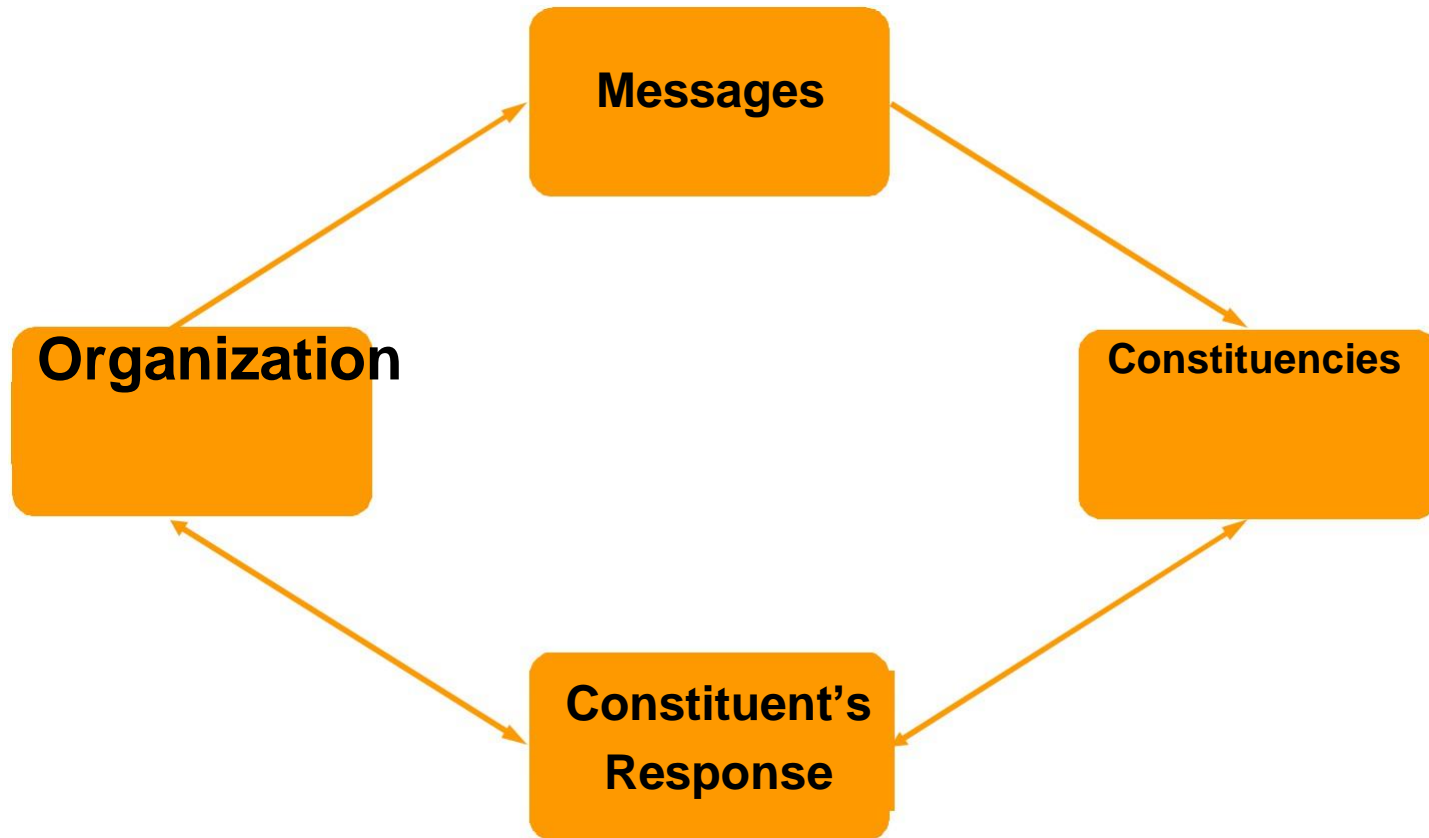 Messages
Organization
Constituencies
Constituent’s
Response